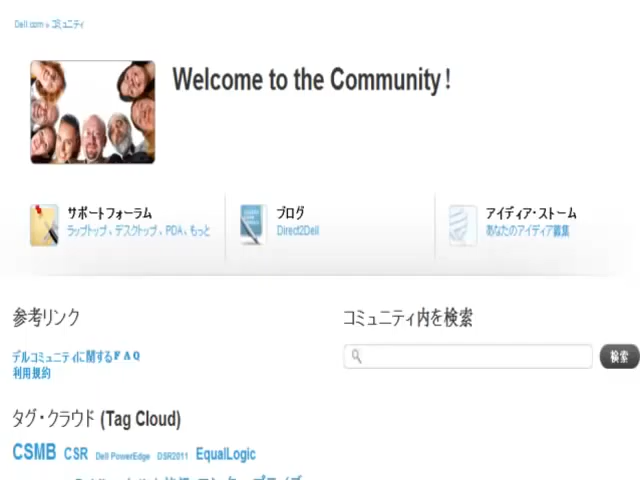 Dell.com » コミュニティ
Welcome to the Community!
サポートフォーラム
ラップトップ、デスクトップ、PDA、もっと
ブログ
Direct2Dell
アイディア・ストーム
あなたのアイディア募集
参考リンク
デルコミュニティに関するＦＡＱ
利用規約
コミュニティ内を検索
検索
タグ・クラウド (Tag Cloud)
CSMB CSR Dell PowerEdge DSR2011 EqualLogic